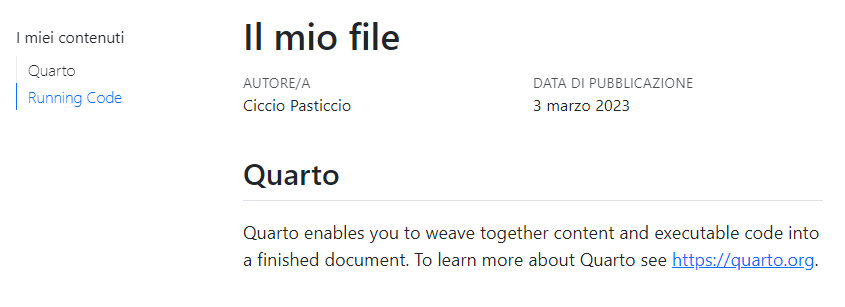 I miei contenuti
Quarto
Running Code
Il mio file
AUTORE/A
Ciccio Pasticcio
DATA DI PUBBLICAZIONE
3 marzo 2023
Quarto
Quarto enables you to weave together content and executable code into
a finished document. To learn more about Quarto see https://quarto.org.